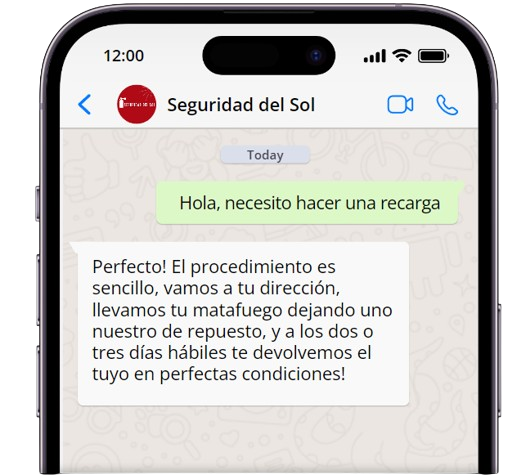 12:00
Seguridad del Sol
Today
Hola, necesito hacer una recarga
Perfecto! El procedimiento es
sencillo, vamos a tu dirección,
llevamos tu matafuego dejando uno
nuestro de repuesto, y a los dos o
tres días hábiles te devolvemos el
tuyo en perfectas condiciones!